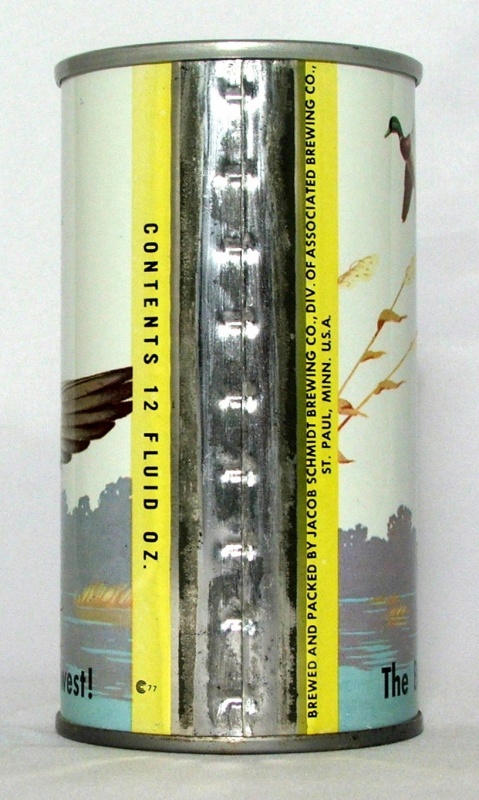 CONTENTS 12 FLUID OZ.
BREWED AND PACKED BY JACOB SCHMIDT BREWING CO., DIV. OF ASSOCIATED BREWING CO.,
ST. PAUL, MINN. U.S.A.
The
77